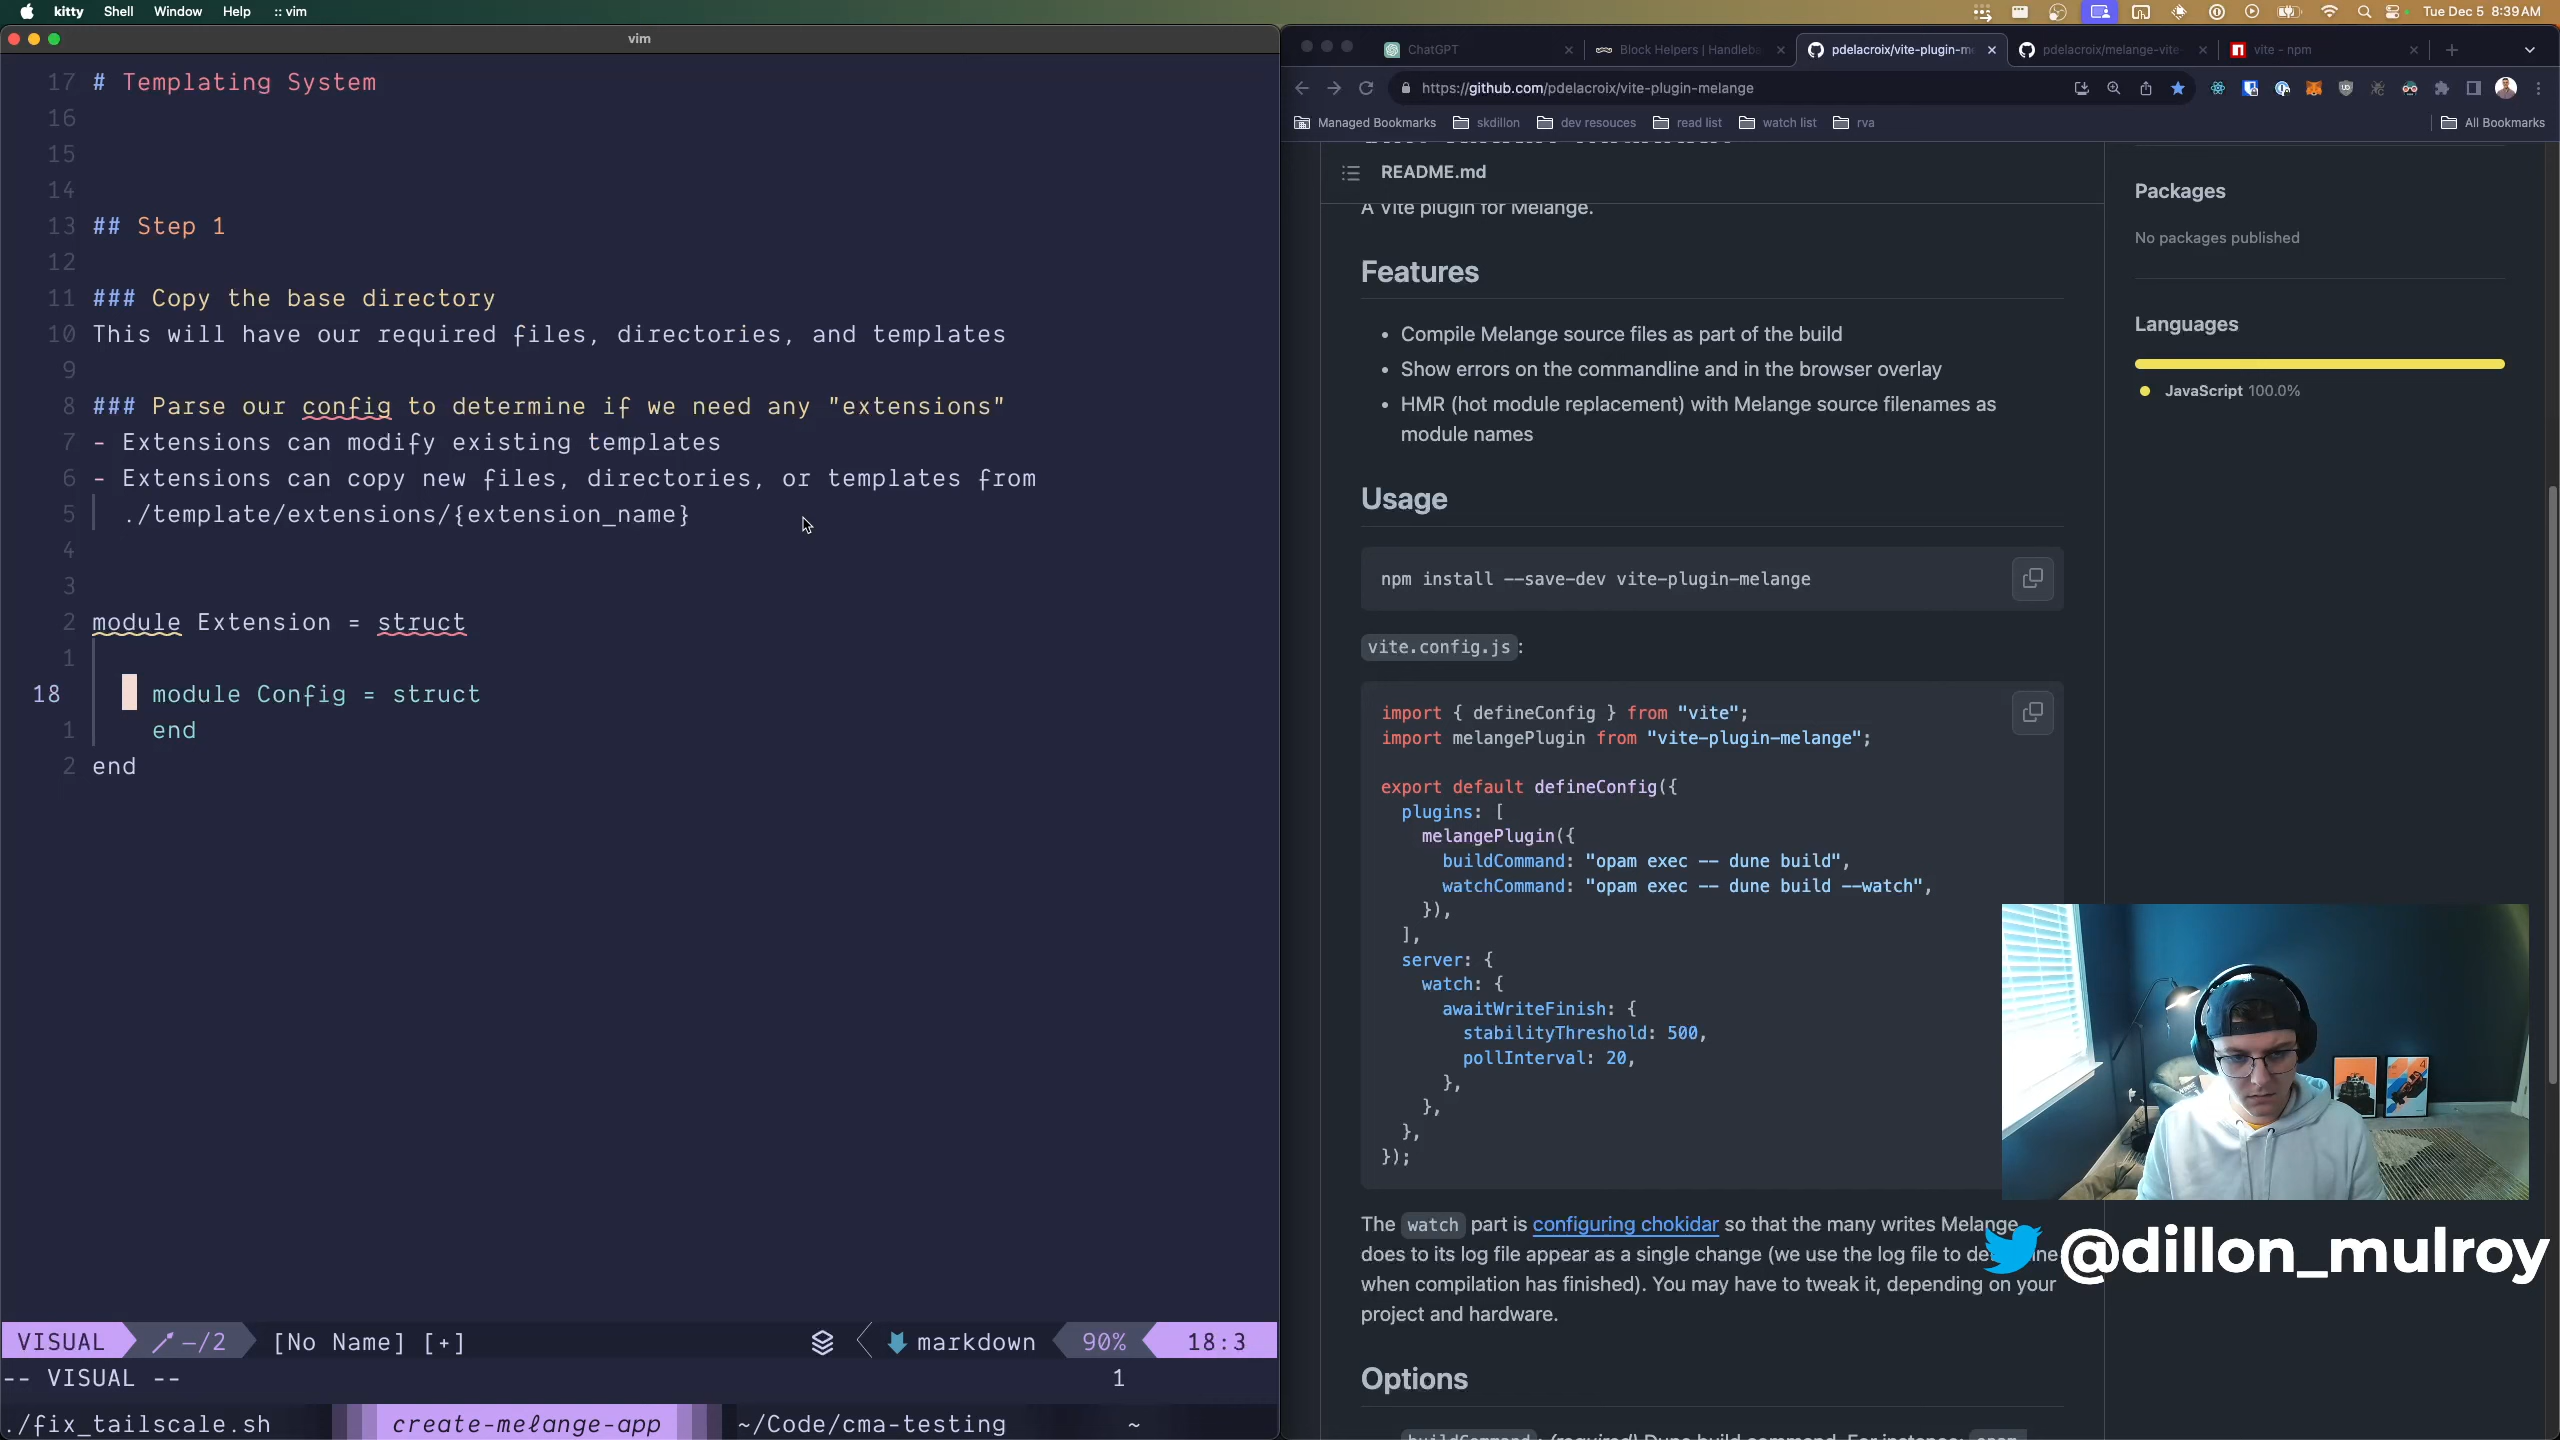 kitty Shell Window Help :: vim
Tue Dec 5 8:39 AM
vim
17 # Templating System
16
15
14
13 ## Step 1
12
11 ### Copy the base directory
10 This will have our required files, directories, and templates
9
8 ### Parse our config to determine if we need any "extensions"
7 - Extensions can modify existing templates
6 - Extensions can copy new files, directories, or templates from
5 ./template/extensions/{extension_name}
4
3
2 module Extension = struct
1
18 module Config = struct
1 end
2 end
VISUAL —/2 [No Name] [+] markdown 90% 18:3
-- VISUAL -- 1
./fix_tailscale.sh create-melange-app ~/Code/cma-testing ~
ChatGPT
Block Helpers | Handleba
pdelacroix/vite-plugin-m
pdelacroix/melange-vite-
vite - npm
https://github.com/pdelacroix/vite-plugin-melange
Managed Bookmarks skdillon dev resouces read list watch list rva All Bookmarks
README.md
A Vite plugin for Melange.
Features
• Compile Melange source files as part of the build
• Show errors on the commandline and in the browser overlay
• HMR (hot module replacement) with Melange source filenames as
module names
Usage
npm install --save-dev vite-plugin-melange
vite.config.js:
import { defineConfig } from "vite";
import melangePlugin from "vite-plugin-melange";
export default defineConfig({
plugins: [
melangePlugin({
buildCommand: "opam exec -- dune build",
watchCommand: "opam exec -- dune build --watch",
}),
],
server: {
watch: {
awaitWriteFinish: {
stabilityThreshold: 500,
pollInterval: 20,
},
},
},
});
The watch part is configuring chokidar so that the many writes Melange
does to its log file appear as a single change (we use the log file to
when compilation has finished). You may have to tweak it, depending on your
project and hardware.
Options
buildCommand: (required) Dune build command. For instance: opam
Packages
No packages published
Languages
JavaScript 100.0%
@dillon_mulroy